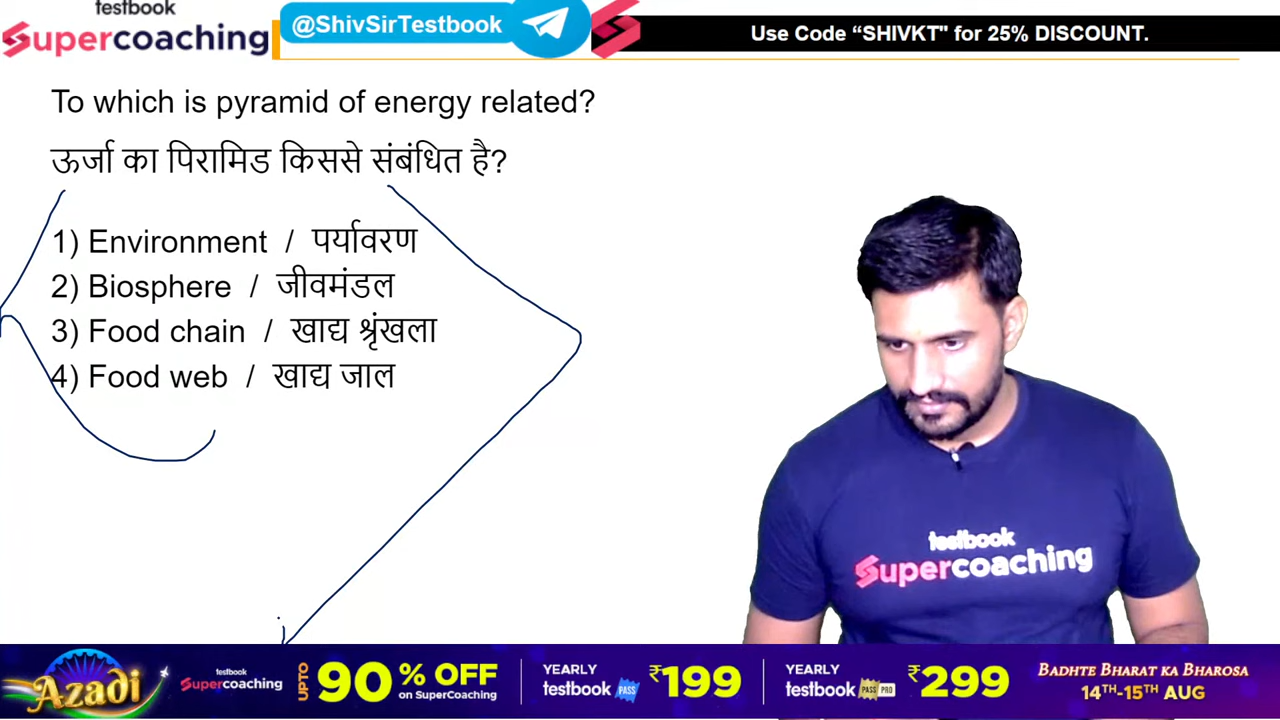 testbook
Supercoaching
@ShivSirTestbook
Use Code “SHIVKT" for 25% DISCOUNT.
To which is pyramid of energy related?
ऊर्जा का पिरामिड किससे संबंधित है?
1) Environment / पर्यावरण
2) Biosphere / जीवमंडल
3) Food chain / खाद्य श्रृंखला
4) Food web / खाद्य जाल
testbook
Supercoaching
Azadi
testbook
Supercoaching
UPTO 90% OFF
on SuperCoaching
YEARLY
testbook PASS
₹199
YEARLY
testbook PASS PRO
₹299
BADHTE BHARAT KA BHAROSA
14TH-15TH AUG